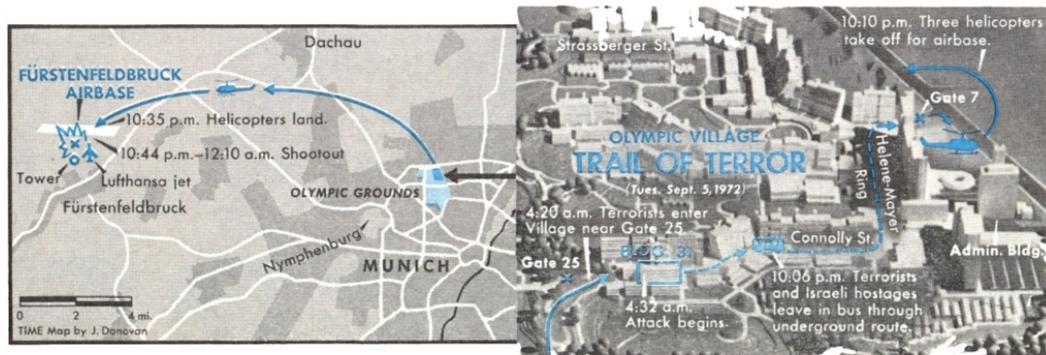 Dachau
FÜRSTENFELDBRUCK
AIRBASE
10:35 p.m. Helicopters land.
10:44 p.m.–12:10 a.m. Shootout
Tower
Lufthansa jet
Fürstenfeldbruck
OLYMPIC GROUNDS
Nymphenburg
MUNICH
0 2 4 mi.
TIME Map by J. Donovan
10:10 p.m. Three helicopters
take off for airbase.
Strassberger St.
Gate 7
OLYMPIC VILLAGE
TRAIL OF TERROR
(Tues. Sept. 5, 1972)
Helene-Mayer
Ring
4:20 a.m. Terrorists enter
Village near Gate 25.
Connolly St.
BLDG. 31
Gate 25
Admin. Bldg.
4:32 a.m.
Attack begins.
10:06 p.m. Terrorists
and Israeli hostages
leave in bus through
underground route.